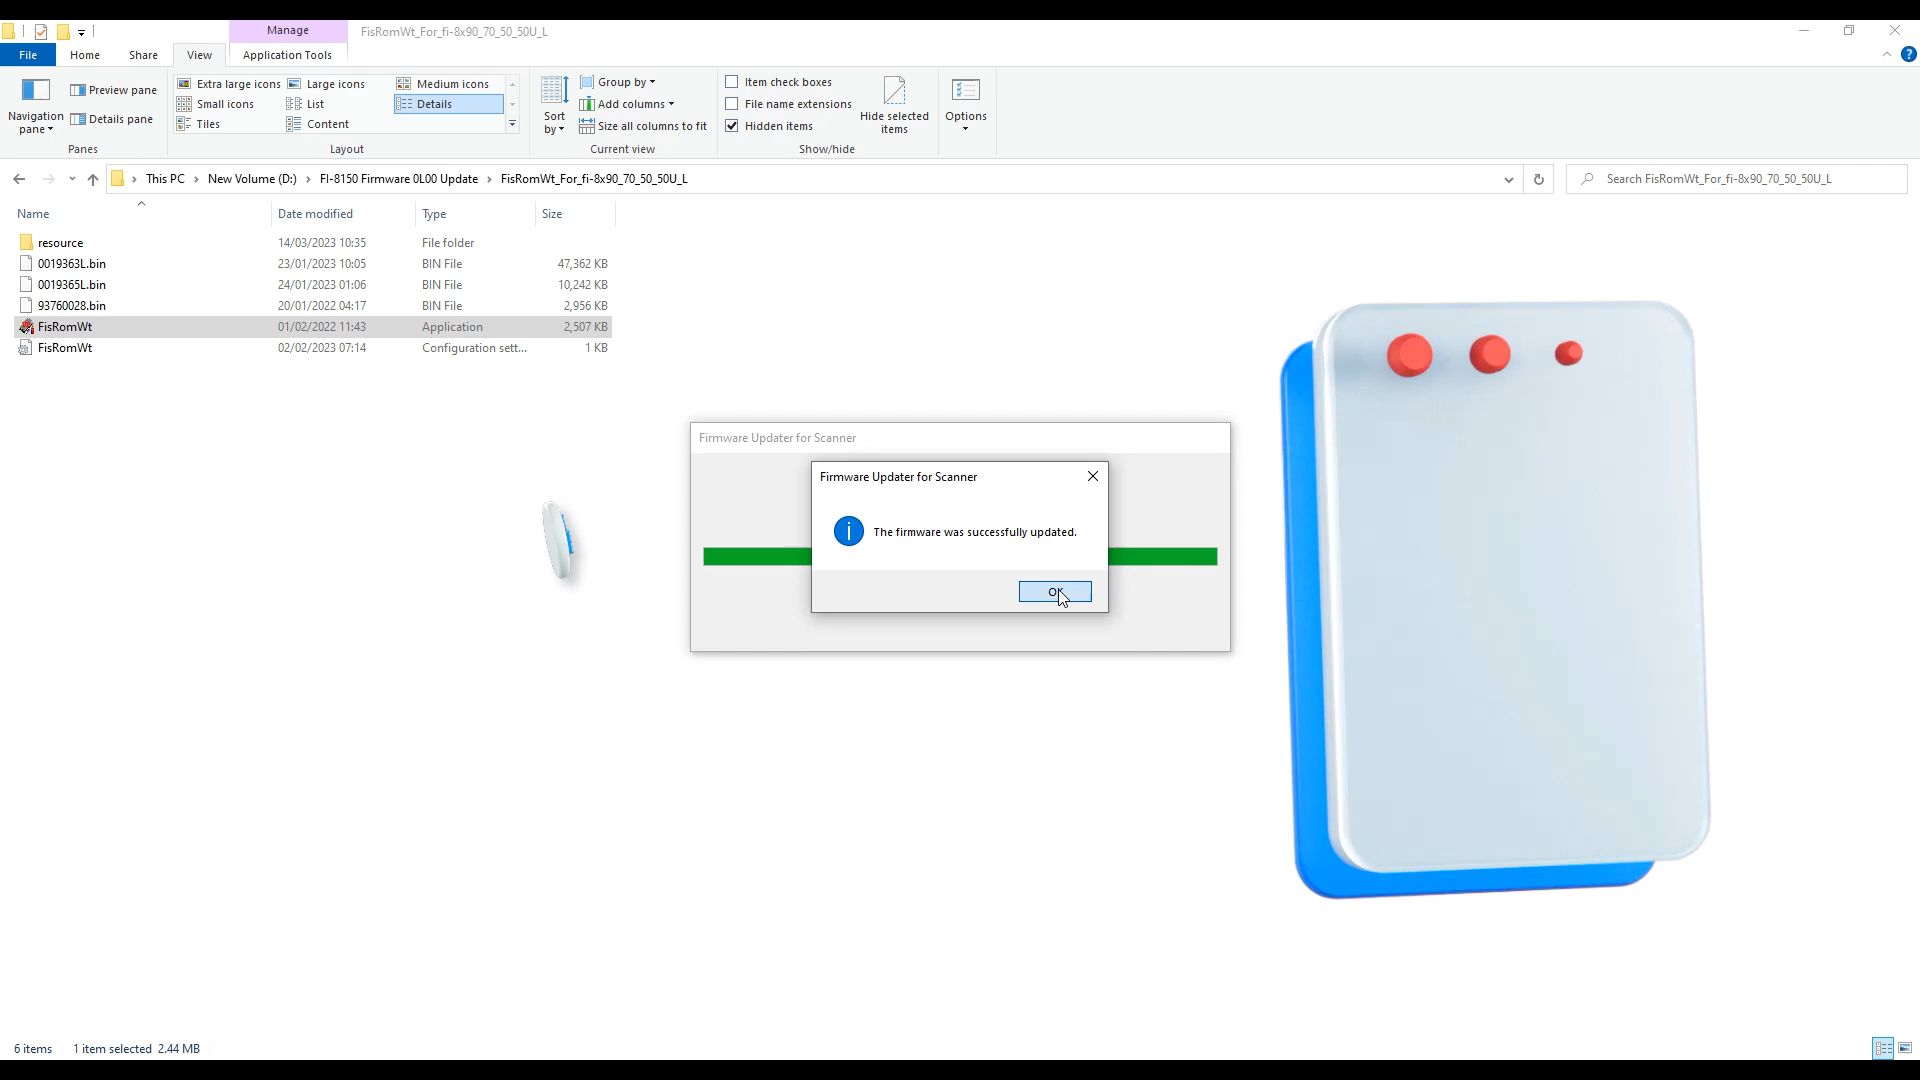 Manage FisRomWt_For_fi-8x90_70_50_50U_L
File Home Share View Application Tools
Navigation pane
Preview pane
Details pane
Panes
Extra large icons Large icons Medium icons
Small icons List Details
Tiles Content
Layout
Sort by
Group by
Add columns
Size all columns to fit
Current view
Item check boxes
File name extensions
Hidden items
Hide selected items
Show/hide
Options
This PC New Volume (D:) FI-8150 Firmware 0L00 Update FisRomWt_For_fi-8x90_70_50_50U_L
Search FisRomWt_For_fi-8x90_70_50_50U_L
Name Date modified Type Size
resource 14/03/2023 10:35 File folder
0019363L.bin 23/01/2023 10:05 BIN File 47,362 KB
0019365L.bin 24/01/2023 01:06 BIN File 10,242 KB
93760028.bin 20/01/2022 04:17 BIN File 2,956 KB
FisRomWt 01/02/2022 11:43 Application 2,507 KB
FisRomWt 02/02/2023 07:14 Configuration sett... 1 KB
Firmware Updater for Scanner
Firmware Updater for Scanner
The firmware was successfully updated.
OK
6 items 1 item selected 2.44 MB